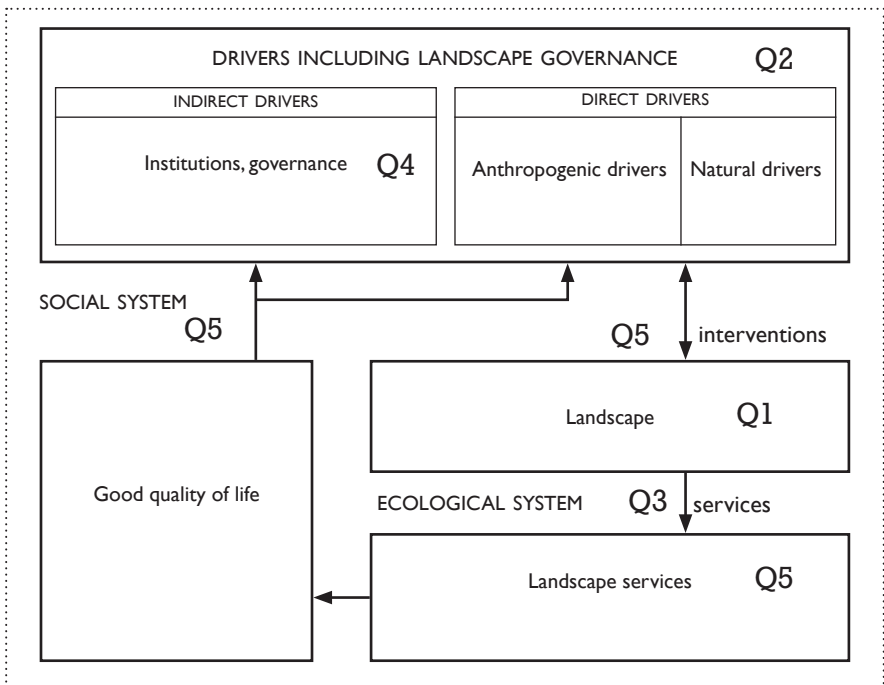 DRIVERS INCLUDING LANDSCAPE GOVERNANCE Q2
INDIRECT DRIVERS
DIRECT DRIVERS
Institutions, governance Q4
Anthropogenic drivers
Natural drivers
SOCIAL SYSTEM
Q5
Q5 interventions
Landscape Q1
Good quality of life
ECOLOGICAL SYSTEM
Q3 services
Landscape services Q5